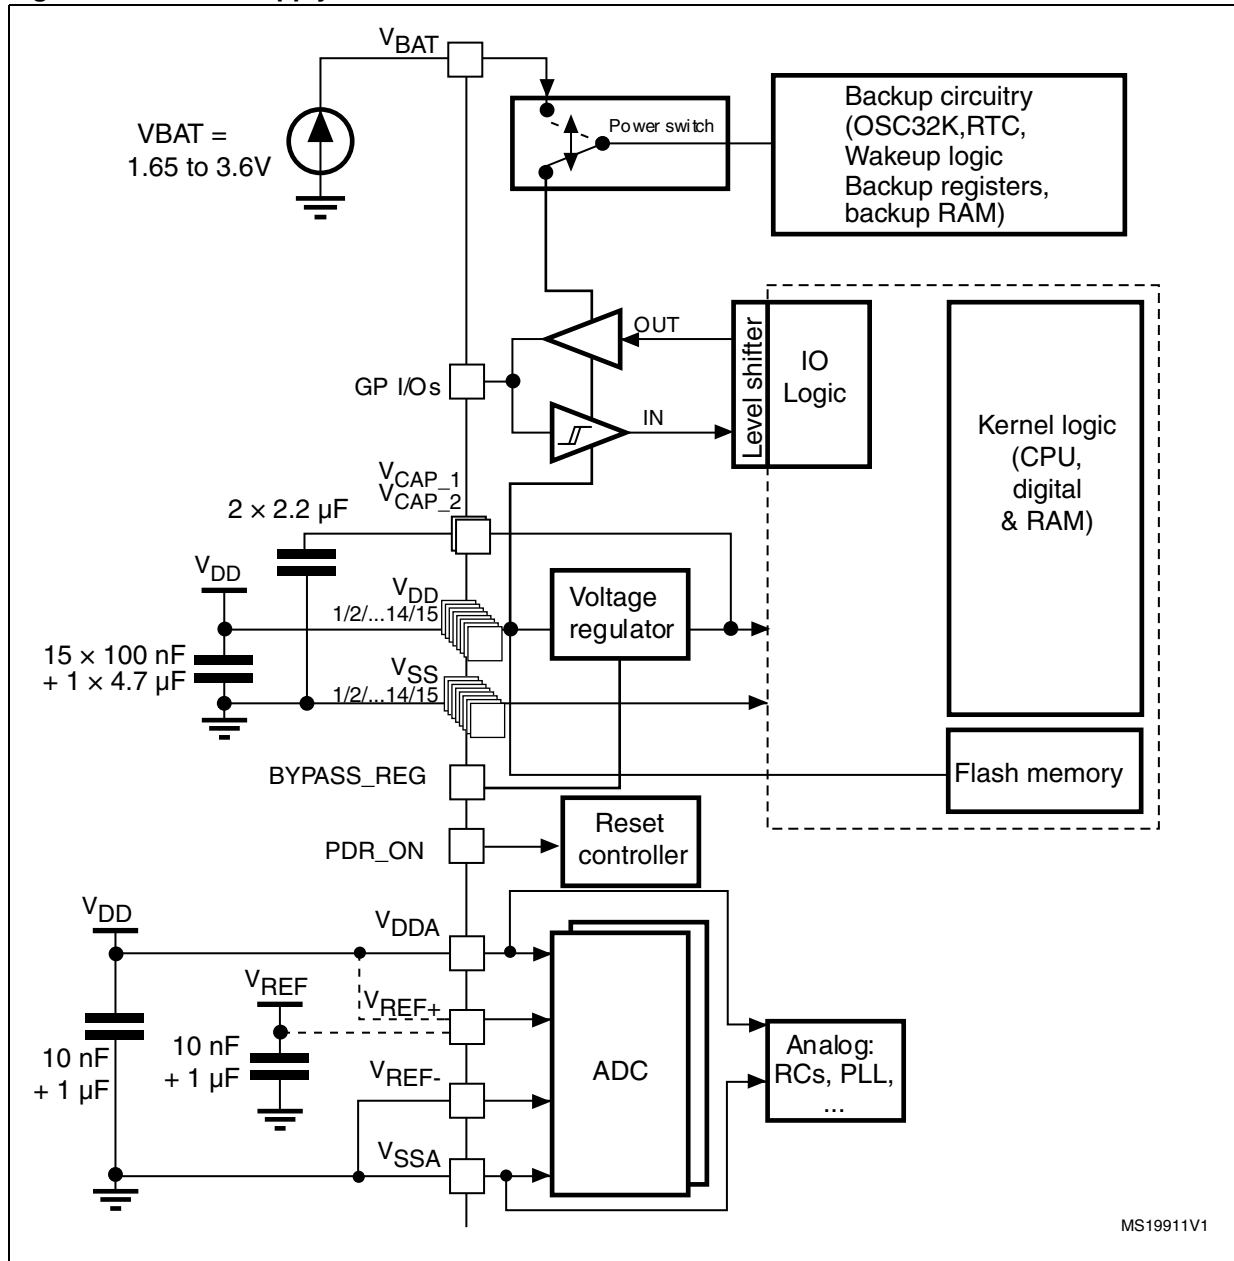 VBAT
VBAT =
1.65 to 3.6V
Power switch
Backup circuitry
(OSC32K,RTC,
Wakeup logic
Backup registers,
backup RAM)
GP I/Os
OUT
IN
Level shifter
IO
Logic
Kernel logic
(CPU,
digital
& RAM)
VCAP_1
VCAP_2
2 × 2.2 µF
VDD
VDD
1/2/...14/15
Voltage
regulator
15 × 100 nF
+ 1 × 4.7 µF
VSS
1/2/...14/15
BYPASS_REG
Flash memory
PDR_ON
Reset
controller
VDD
VDDA
VREF
VREF+
10 nF
+ 1 µF
10 nF
+ 1 µF
VREF-
VSSA
ADC
Analog:
RCs, PLL,
...
MS19911V1